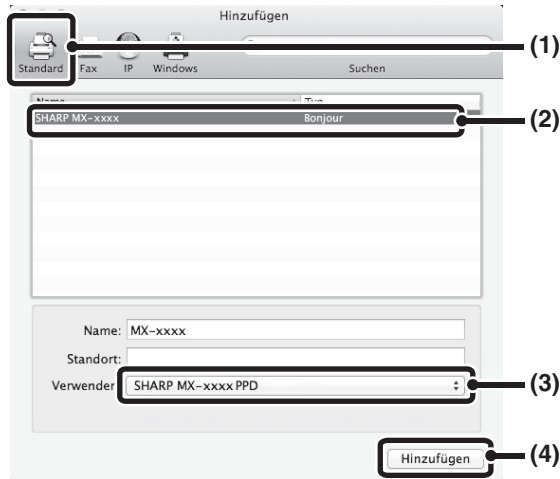 Hinzufügen
(1)
Standard Fax IP Windows Suchen
Name Typ
SHARP MX-xxxx Bonjour (2)
Name: MX-xxxx
Standort:
Verwender SHARP MX-xxxx PPD (3)
Hinzufügen (4)